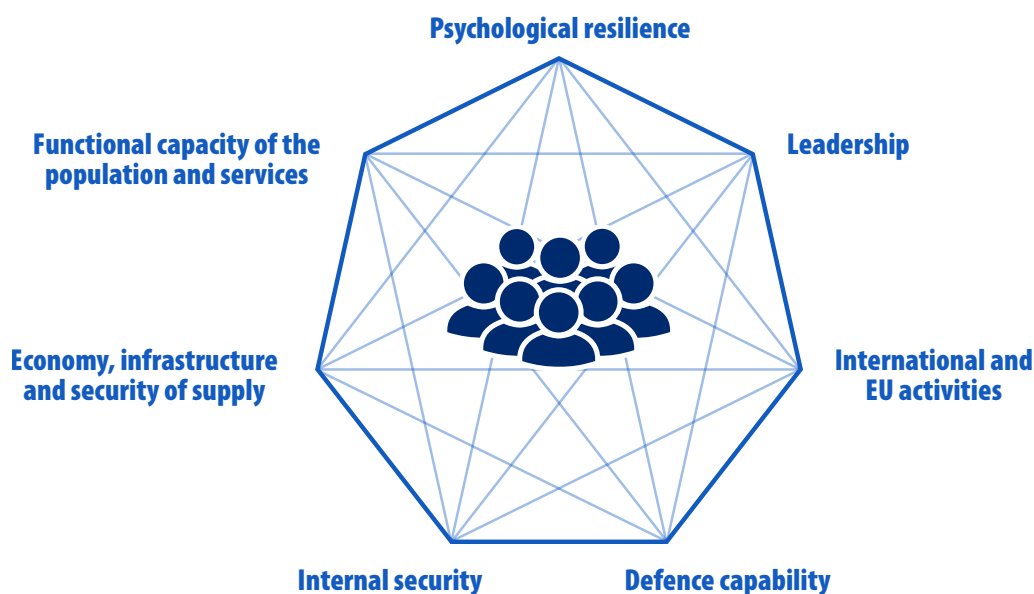 Psychological resilience
Leadership
International and
EU activities
Defence capability
Internal security
Economy, infrastructure
and security of supply
Functional capacity of the
population and services